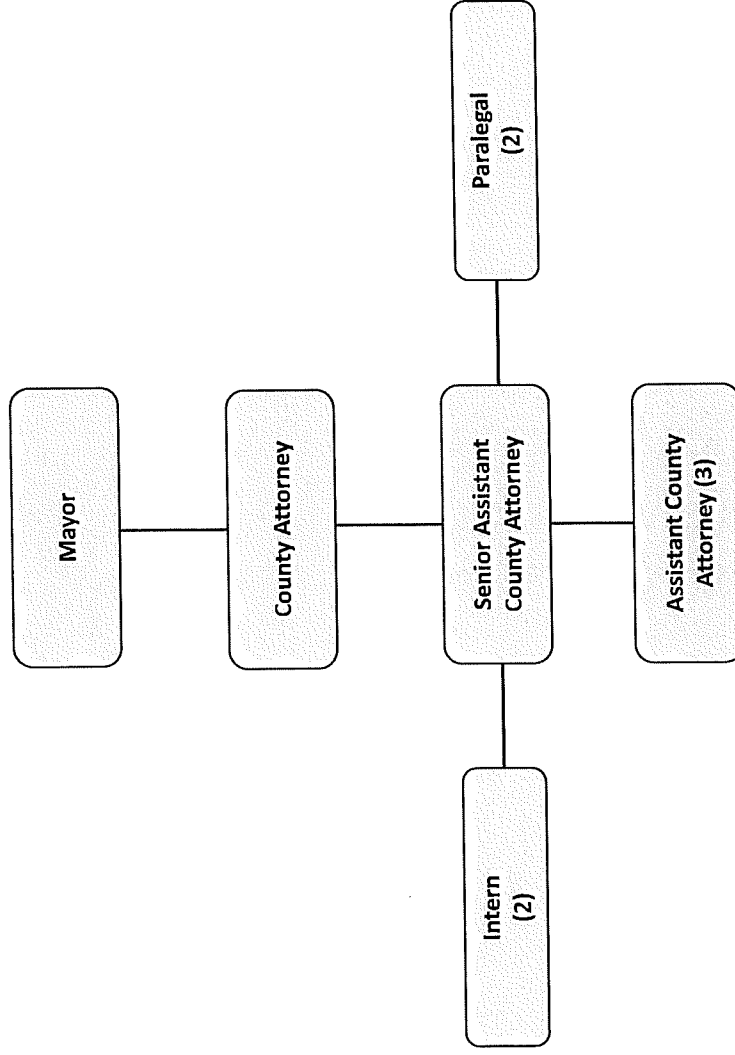 Mayor
County Attorney
Senior Assistant
County Attorney
Intern
(2)
Paralegal
(2)
Assistant County
Attorney (3)